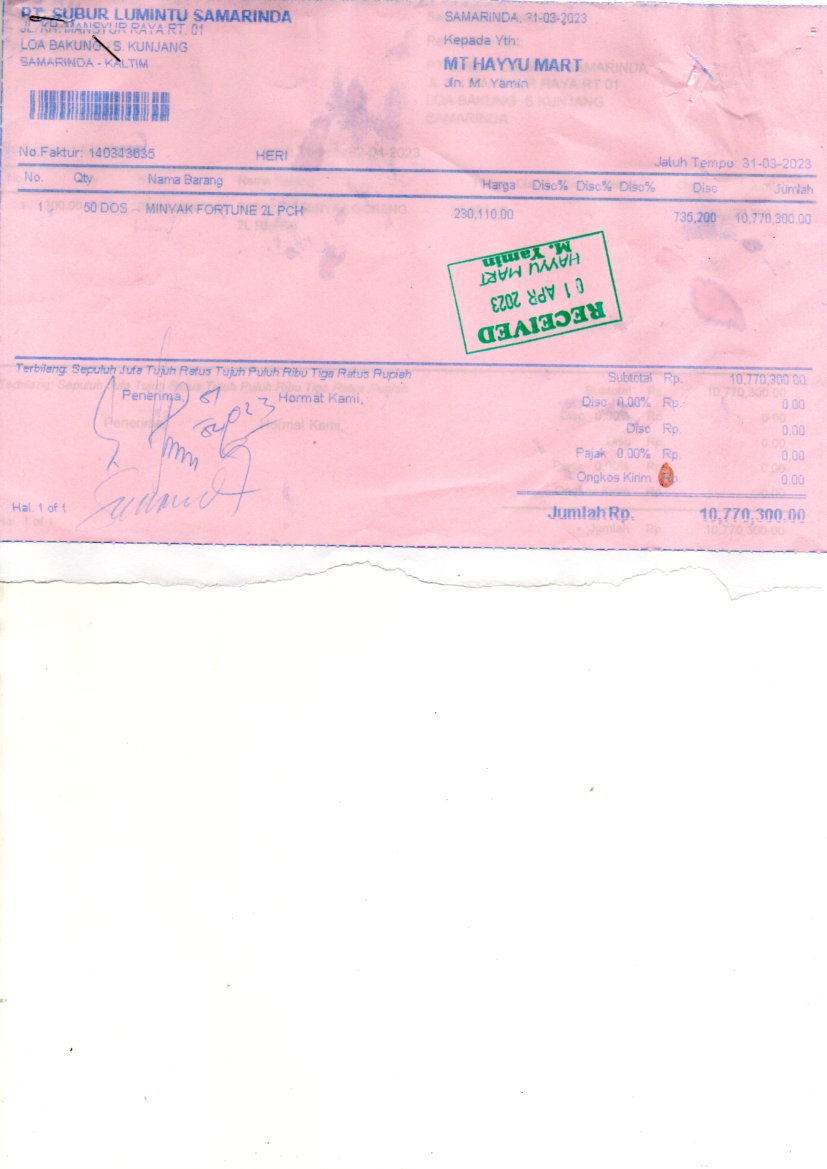 PT. SUBUR LUMINTU SAMARINDA
JL. KH. MANSYUR RAYA RT. 01
LOA BAKUNG S. KUNJANG
SAMARINDA - KALTIM
SAMARINDA, 31-03-2023
Kepada Yth:
MT HAYYU MART
Jln. M. Yamin
No.Faktur: 140343635 HERI
Jatuh Tempo: 31-03-2023
No. Qty Nama Barang Harga Disc% Disc% Disc% Disc Jumlah
1 50 DOS MINYAK FORTUNE 2L PCH 230,110.00 735,200 10,770,300.00
RECEIVED
01 APR 2023
HAYYU MART
M. Yamin
Terbilang: Sepuluh Juta Tujuh Ratus Tujuh Puluh Ribu Tiga Ratus Rupiah
Penerima, Hormat Kami,
Subtotal Rp. 10,770,300.00
Disc 0.00% Rp. 0.00
Disc Rp. 0.00
Pajak 0.00% Rp. 0.00
Ongkos Kirim Rp. 0.00
Jumlah Rp. 10,770,300.00
Hal. 1 of 1